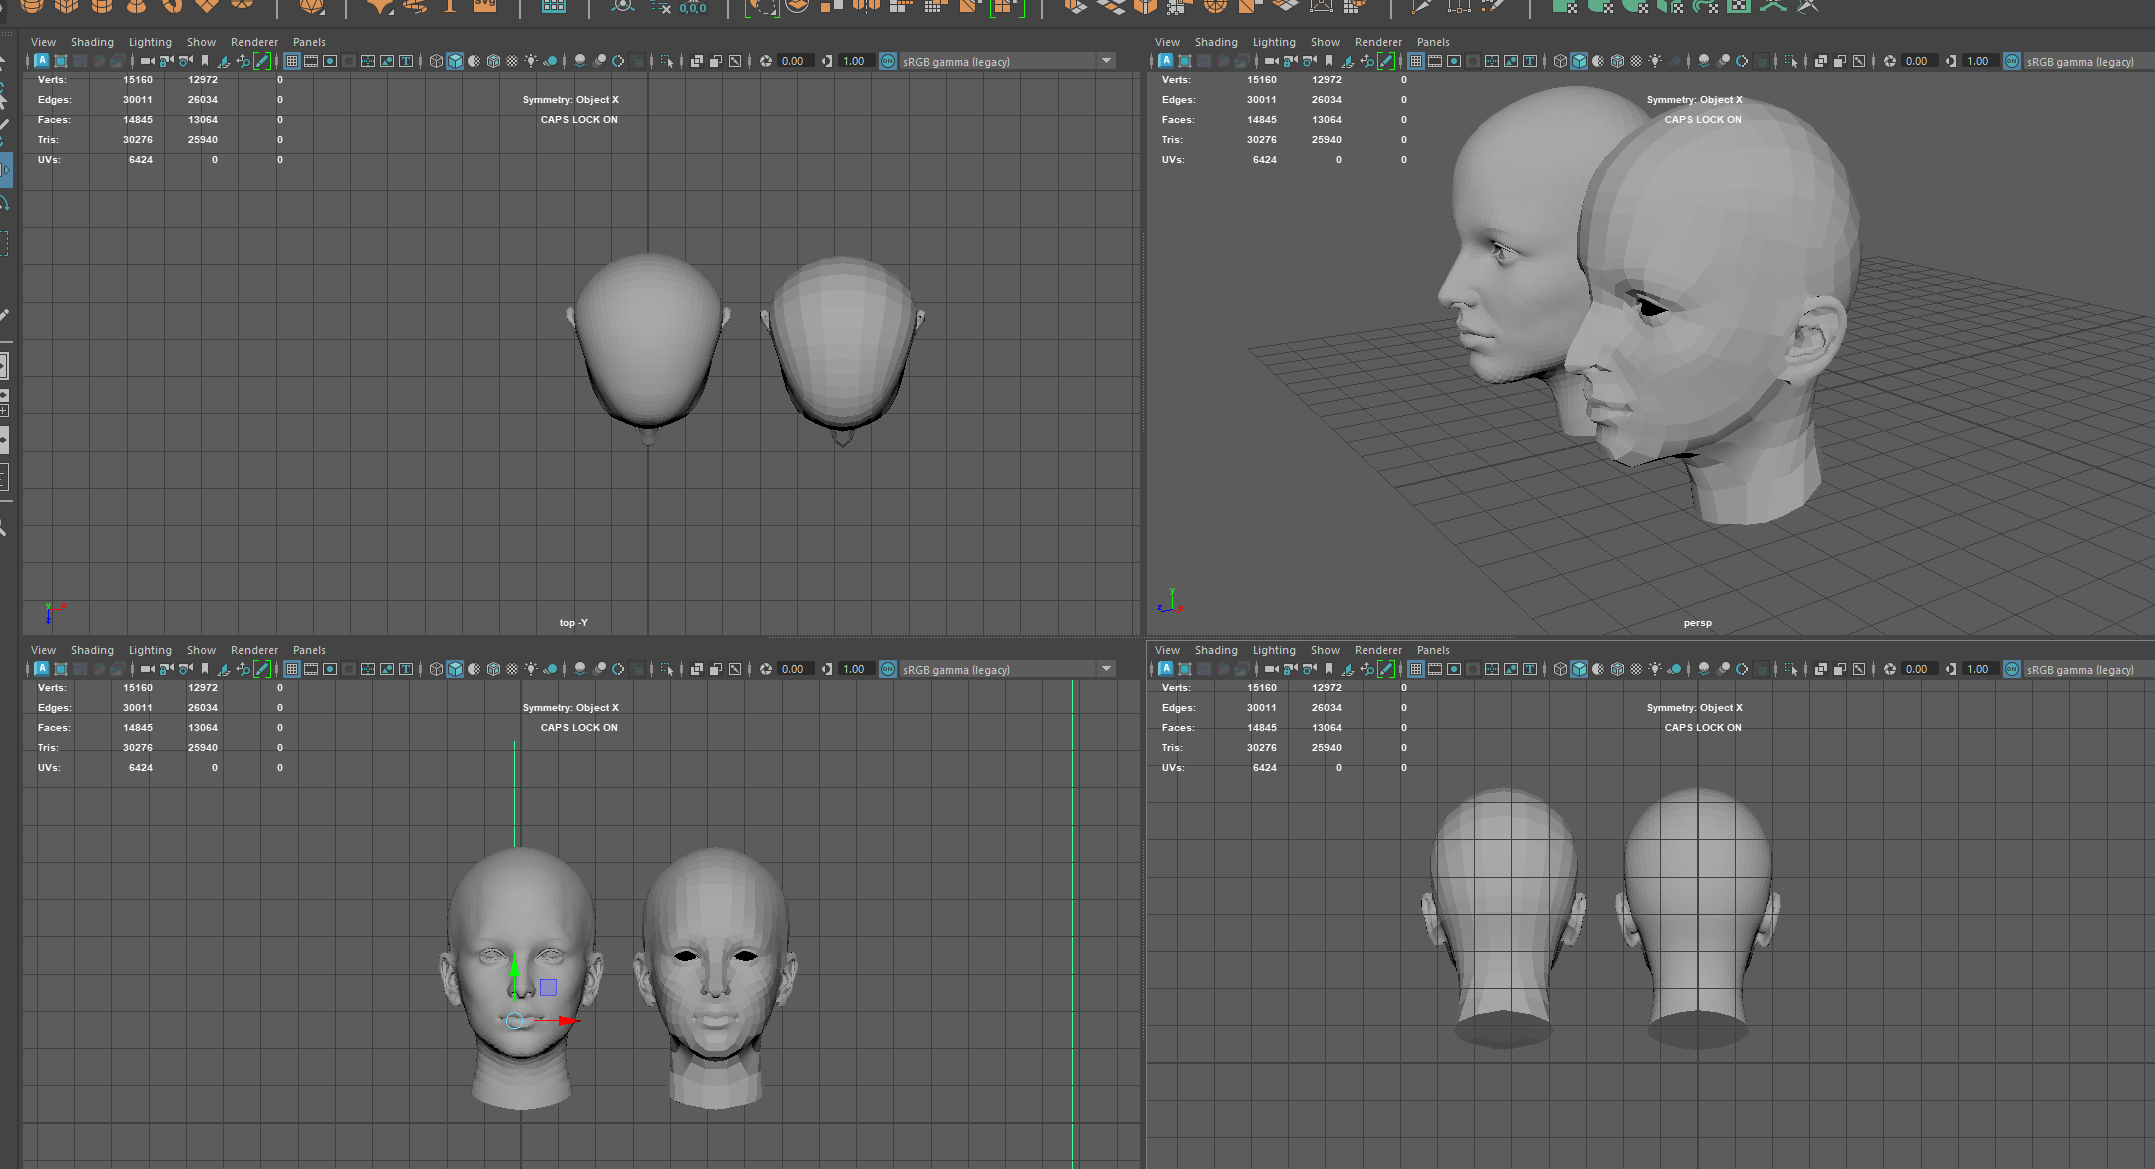 SVG
0,0,0
View Shading Lighting Show Renderer Panels
A T 0.00 1.00 ON sRGB gamma (legacy)
Verts: 15160 12972 0
Edges: 30011 26034 0
Faces: 14845 13064 0
Tris: 30276 25940 0
UVs: 6424 0 0
Symmetry: Object X
CAPS LOCK ON
y x
z
top -Y
View Shading Lighting Show Renderer Panels
A T 0.00 1.00 ON sRGB gamma (legacy)
Verts: 15160 12972 0
Edges: 30011 26034 0
Faces: 14845 13064 0
Tris: 30276 25940 0
UVs: 6424 0 0
Symmetry: Object X
CAPS LOCK ON
y
z x
persp
View Shading Lighting Show Renderer Panels
A T 0.00 1.00 ON sRGB gamma (legacy)
Verts: 15160 12972 0
Edges: 30011 26034 0
Faces: 14845 13064 0
Tris: 30276 25940 0
UVs: 6424 0 0
Symmetry: Object X
CAPS LOCK ON
View Shading Lighting Show Renderer Panels
A T 0.00 1.00 ON sRGB gamma (legacy)
Verts: 15160 12972 0
Edges: 30011 26034 0
Faces: 14845 13064 0
Tris: 30276 25940 0
UVs: 6424 0 0
Symmetry: Object X
CAPS LOCK ON